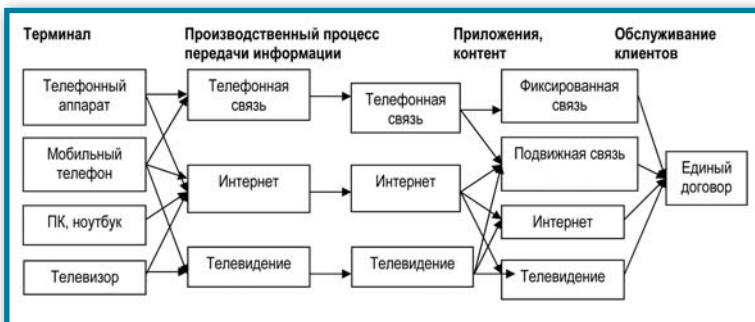 Терминал
Производственный процесс
передачи информации
Приложения,
контент
Обслуживание
клиентов
Телефонный
аппарат
Мобильный
телефон
ПК, ноутбук
Телевизор
Телефонная
связь
Интернет
Телевидение
Телефонная
связь
Интернет
Телевидение
Фиксированная
связь
Подвижная связь
Интернет
Телевидение
Единый
договор